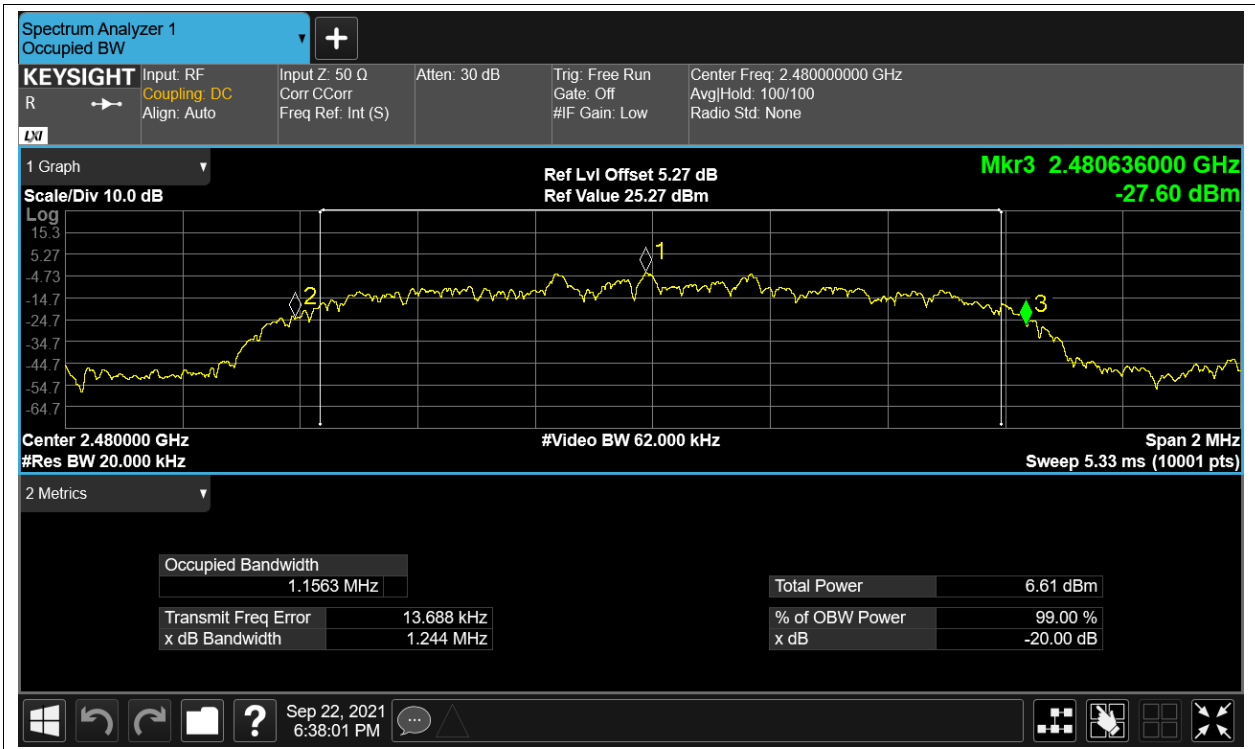 Spectrum Analyzer 1
Occupied BW
▼
+
KEYSIGHT
R
LXI
Input: RF
Coupling: DC
Align: Auto
Input Z: 50 Ω
Corr CCorr
Freq Ref: Int (S)
Atten: 30 dB
Trig: Free Run
Gate: Off
#IF Gain: Low
Center Freq: 2.480000000 GHz
Avg|Hold: 100/100
Radio Std: None
1 Graph ▼
Scale/Div 10.0 dB
Ref Lvl Offset 5.27 dB
Ref Value 25.27 dBm
Mkr3 2.480636000 GHz
-27.60 dBm
Log
15.3
5.27
-4.73
-14.7
-24.7
-34.7
-44.7
-54.7
-64.7
1
2
3
Center 2.480000 GHz
#Res BW 20.000 kHz
#Video BW 62.000 kHz
Span 2 MHz
Sweep 5.33 ms (10001 pts)
2 Metrics ▼
Occupied Bandwidth
1.1563 MHz
Transmit Freq Error 13.688 kHz
x dB Bandwidth 1.244 MHz
Total Power 6.61 dBm
% of OBW Power 99.00 %
x dB -20.00 dB
?
Sep 22, 2021
6:38:01 PM